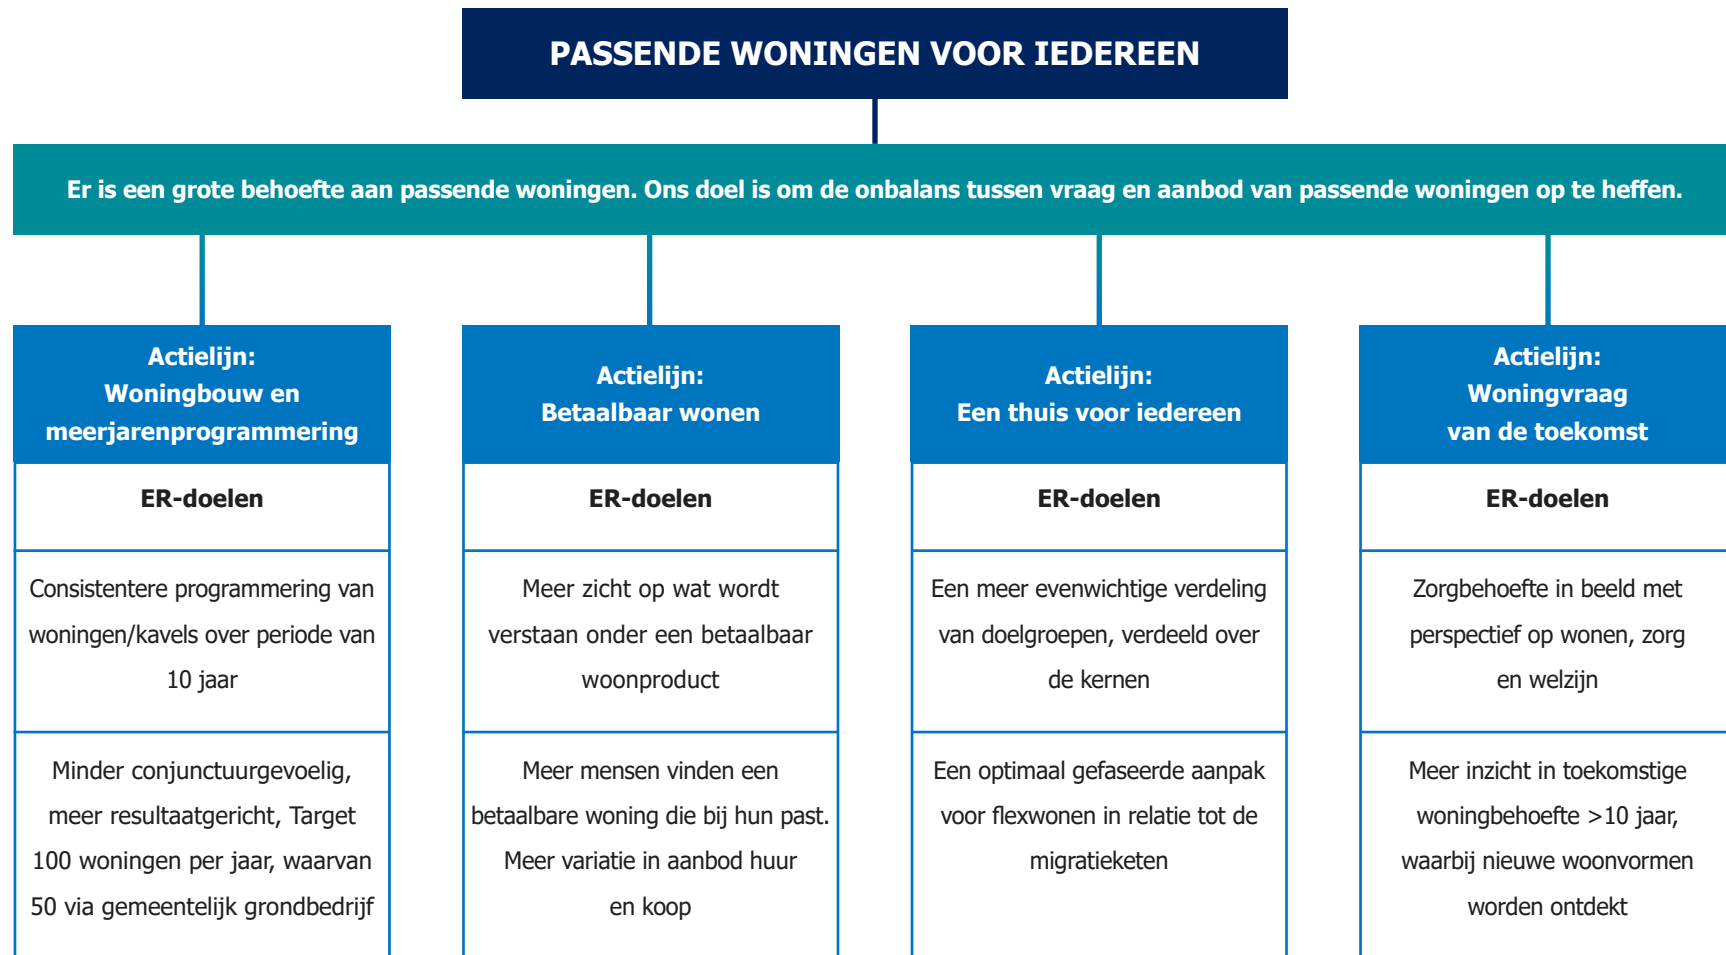 PASSENDE WONINGEN VOOR IEDEREEN
Er is een grote behoefte aan passende woningen. Ons doel is om de onbalans tussen vraag en aanbod van passende woningen op te heffen.
Actielijn:
Woningbouw en
meerjarenprogrammering
ER-doelen
Consistentere programmering van
woningen/kavels over periode van
10 jaar
Minder conjunctuurgevoelig,
meer resultaatgericht, Target
100 woningen per jaar, waarvan
50 via gemeentelijk grondbedrijf
Actielijn:
Betaalbaar wonen
ER-doelen
Meer zicht op wat wordt
verstaan onder een betaalbaar
woonproduct
Meer mensen vinden een
betaalbare woning die bij hun past.
Meer variatie in aanbod huur
en koop
Actielijn:
Een thuis voor iedereen
ER-doelen
Een meer evenwichtige verdeling
van doelgroepen, verdeeld over
de kernen
Een optimaal gefaseerde aanpak
voor flexwonen in relatie tot de
migratieketen
Actielijn:
Woningvraag
van de toekomst
ER-doelen
Zorgbehoefte in beeld met
perspectief op wonen, zorg
en welzijn
Meer inzicht in toekomstige
woningbehoefte >10 jaar,
waarbij nieuwe woonvormen
worden ontdekt